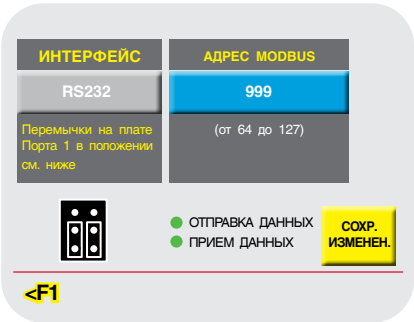 ИНТЕРФЕЙС
RS232
Перемычки на плате
Порта 1 в положении
см. ниже
АДРЕС MODBUS
999
(от 64 до 127)
ОТПРАВКА ДАННЫХ
ПРИЕМ ДАННЫХ
СОХР.
ИЗМЕНЕН.
<F1